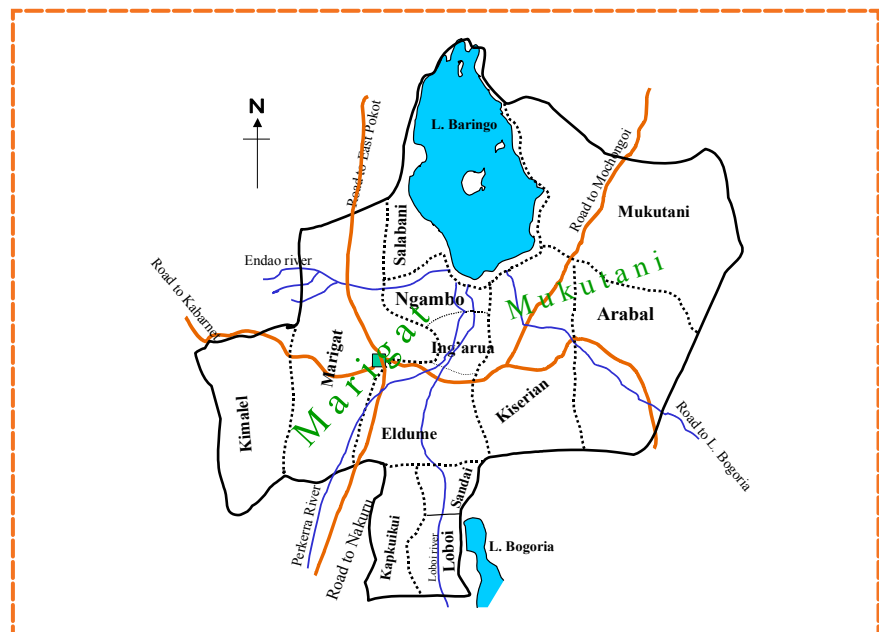 N
L. Baringo
Road to East Pokot
Road to Mochongoi
Mukutani
Salabani
Endao river
Road to Kabarnet
Ngambo
Mukutani
Arabal
Ing'arua
Marigat
Marigat
Kimalel
Kiserian
Eldume
Road to L. Bogoria
Sandai
Perkerra River
Road to Nakuru
Kapkuikui
Loboi river
Loboi
L. Bogoria